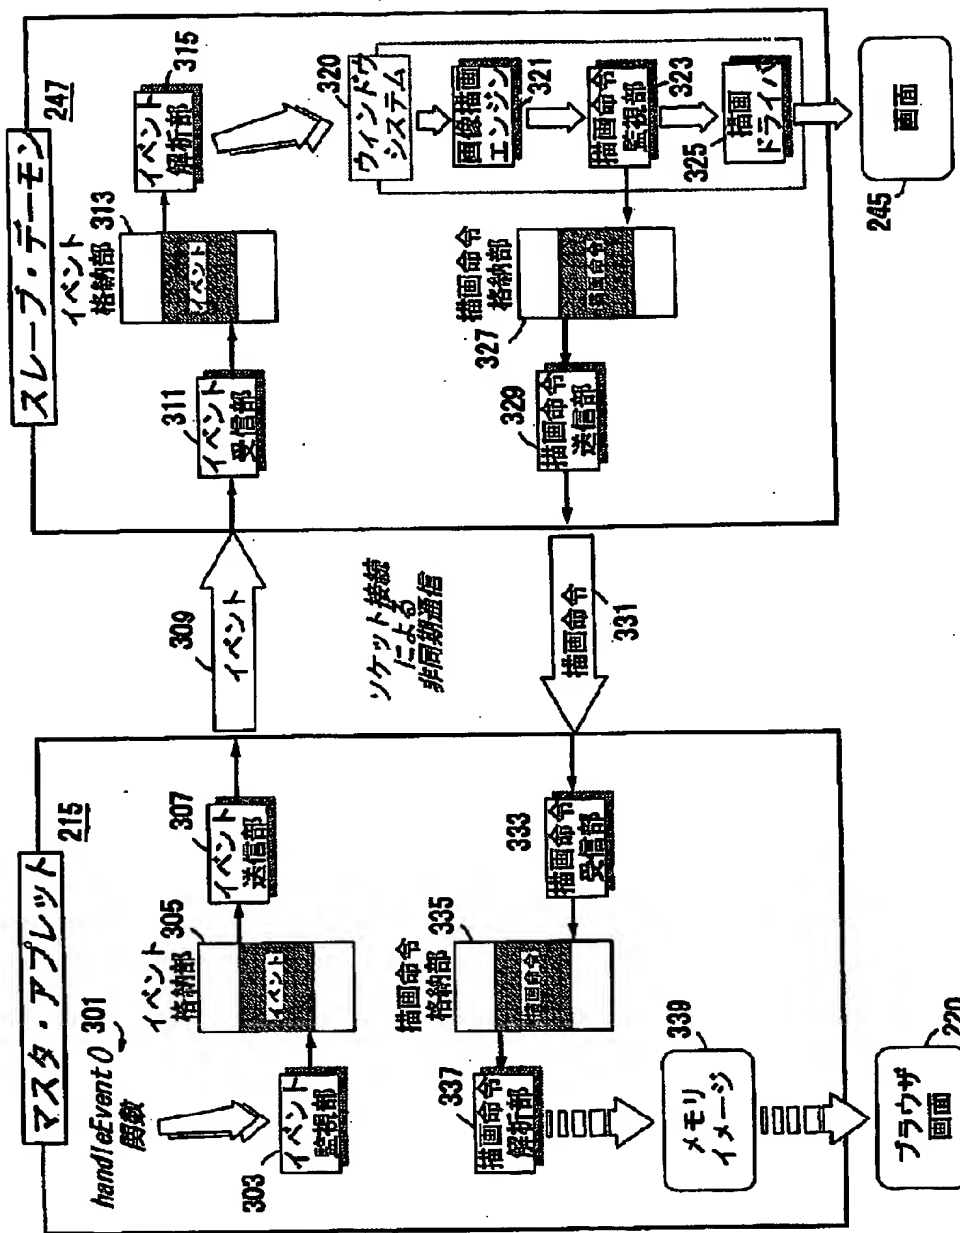 マスタ・アプレット
215
handleEvent()
関数
301
イベント
監視部
303
イベント
格納部
305
イベント
イベント
送信部
307
イベント
309
ソケット接続
による
非同期通信
スレーブ・デーモン
247
イベント
受信部
311
イベント
格納部
313
イベント
イベント
解析部
315
ウィンドウ
システム
320
画像描画
エンジン
321
描画命令
監視部
323
描画
ドライバ
325
画面
245
描画命令
格納部
327
描画命令
描画命令
送信部
329
描画命令
331
描画命令
受信部
333
描画命令
格納部
335
描画命令
描画命令
解析部
337
メモリ
イメージ
339
ブラウザ
画面
220